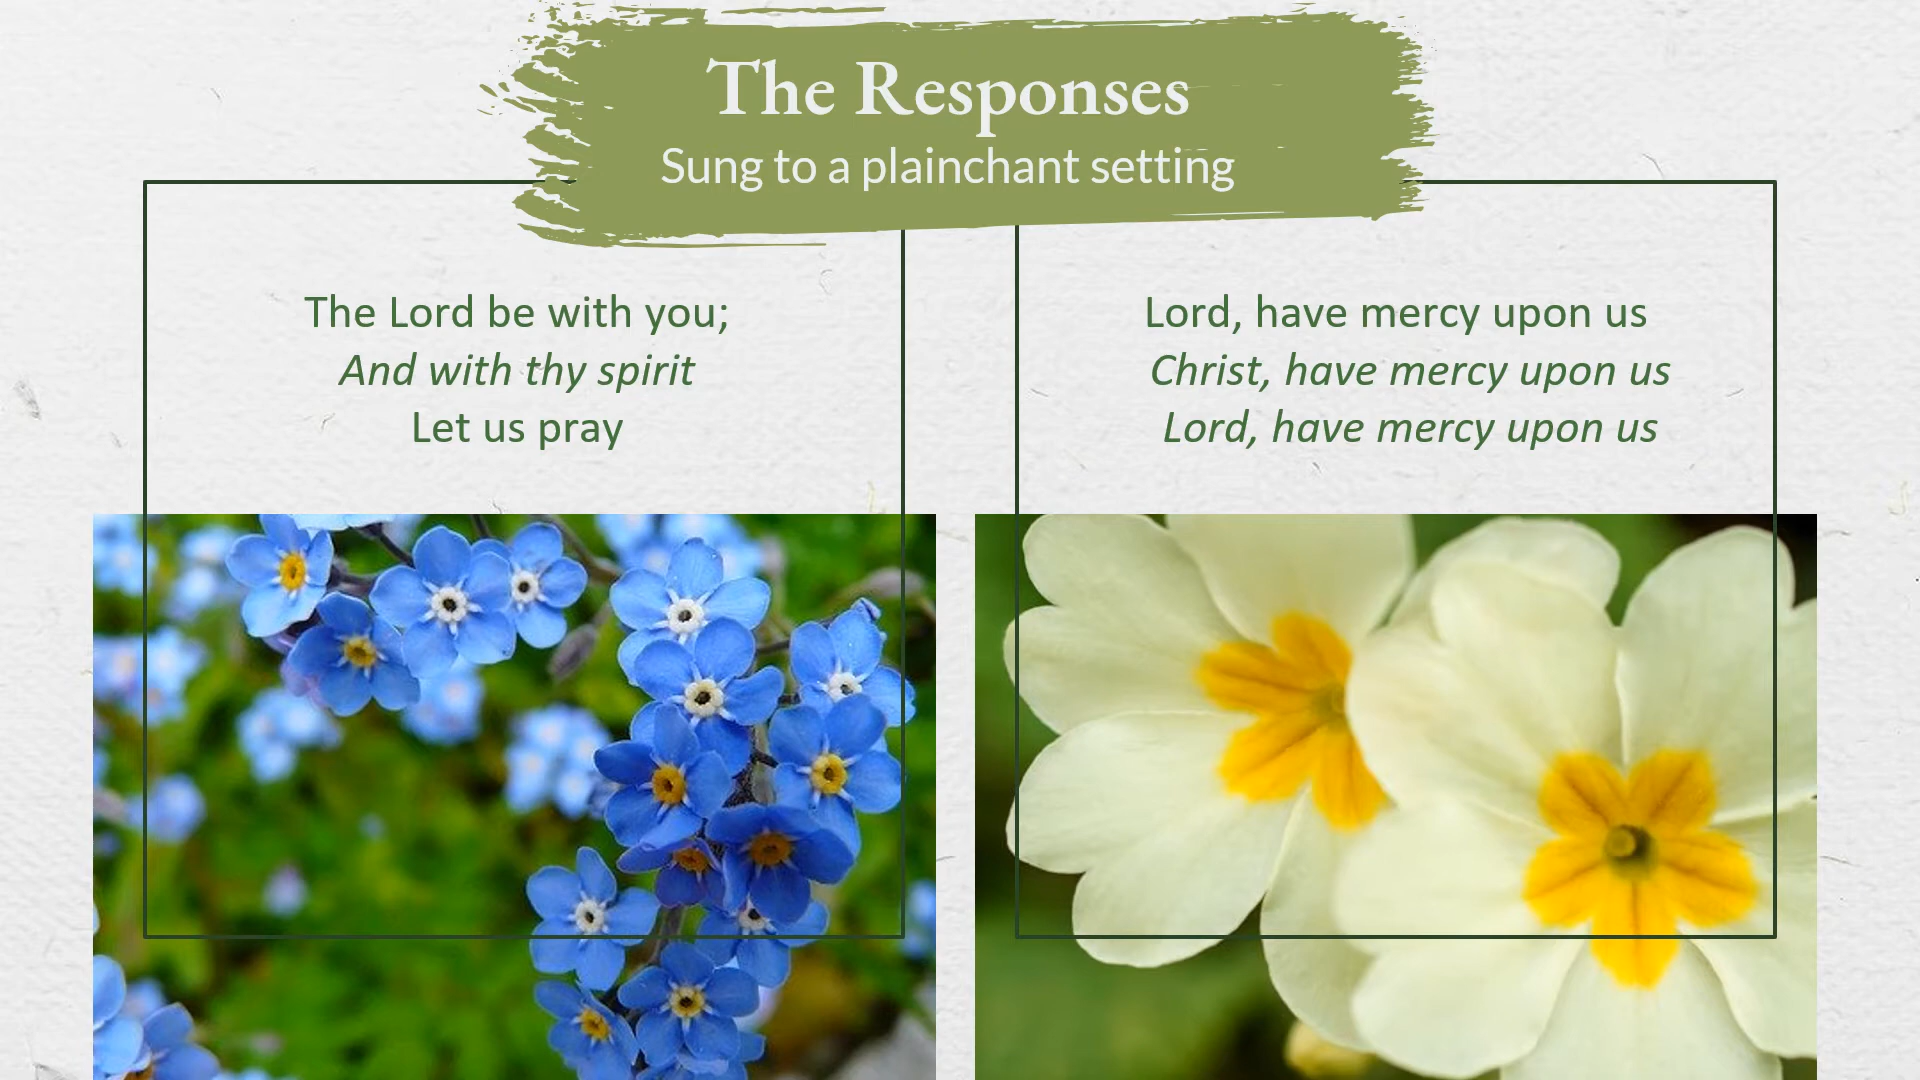 The Responses
Sung to a plainchant setting
The Lord be with you;
And with thy spirit
Let us pray
Lord, have mercy upon us
Christ, have mercy upon us
Lord, have mercy upon us